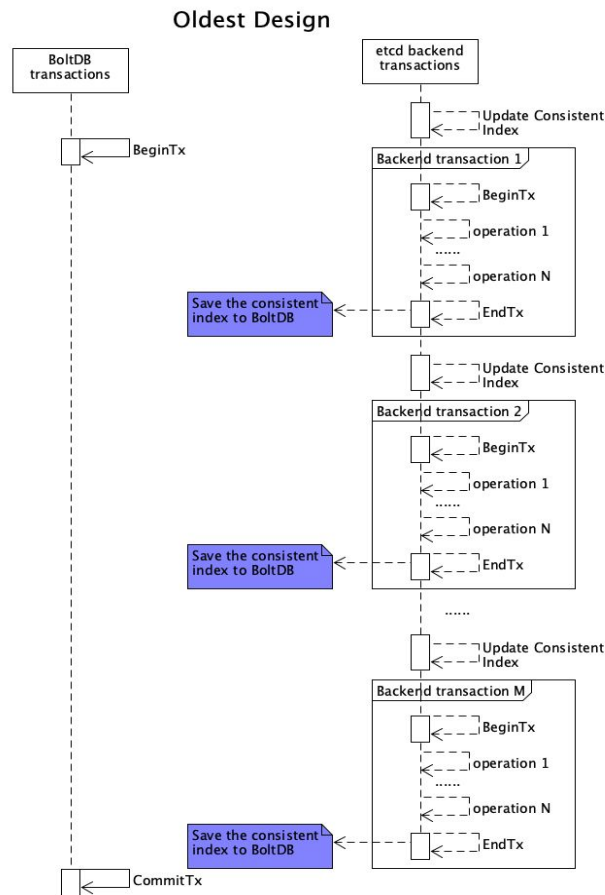 Oldest Design
BoltDB
transactions
etcd backend
transactions
Update Consistent
Index
BeginTx
Backend transaction 1
BeginTx
operation 1
......
operation N
Save the consistent
index to BoltDB
EndTx
Update Consistent
Index
Backend transaction 2
BeginTx
operation 1
......
operation N
Save the consistent
index to BoltDB
EndTx
......
Update Consistent
Index
Backend transaction M
BeginTx
operation 1
......
operation N
Save the consistent
index to BoltDB
EndTx
CommitTx